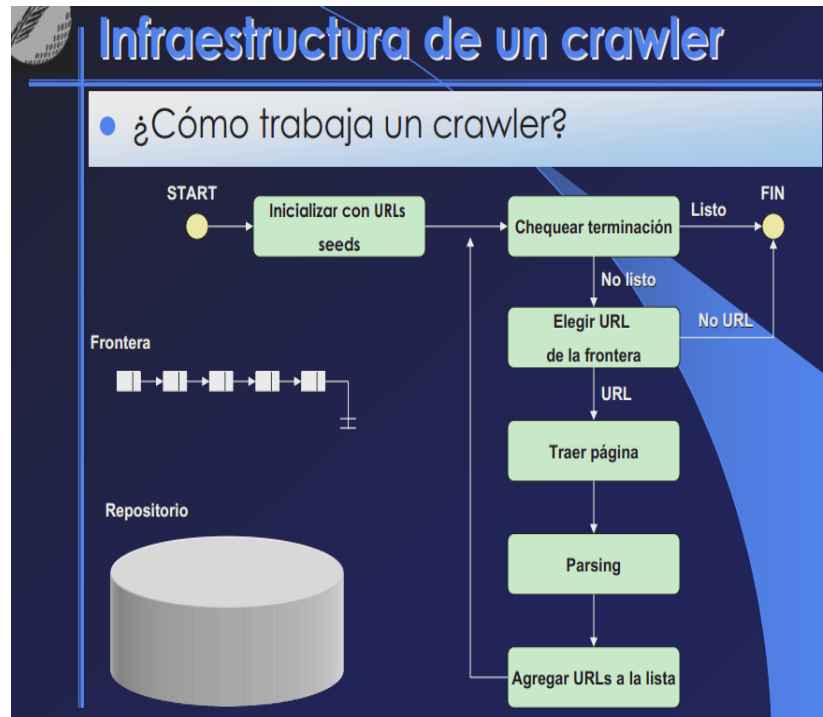 Infraestructura de un crawler
¿Cómo trabaja un crawler?
START
Inicializar con URLs
seeds
Chequear terminación
Listo
FIN
No listo
Elegir URL
de la frontera
No URL
Frontera
URL
Traer página
Repositorio
Parsing
Agregar URLs a la lista